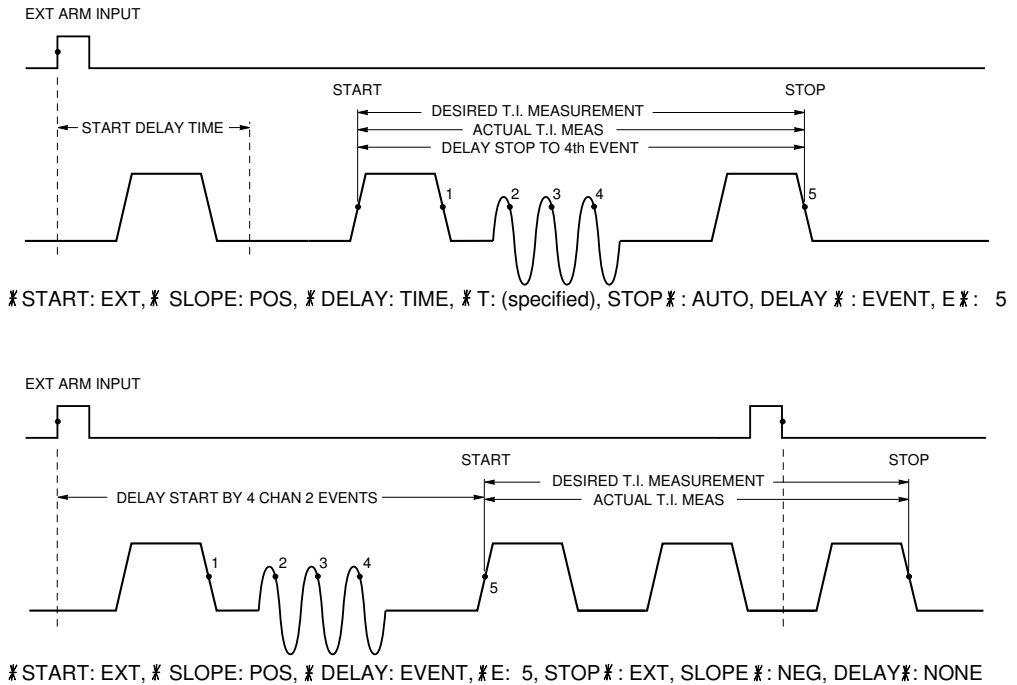 EXT ARM INPUT
START
STOP
DESIRED T.I. MEASUREMENT
START DELAY TIME
ACTUAL T.I. MEAS
DELAY STOP TO 4th EVENT
1
2
3
4
5
⁎START: EXT, ⁎ SLOPE: POS, ⁎ DELAY: TIME, ⁎ T: (specified), STOP⁎ : AUTO, DELAY ⁎ : EVENT, E⁎ : 5
EXT ARM INPUT
START
STOP
DESIRED T.I. MEASUREMENT
DELAY START BY 4 CHAN 2 EVENTS
ACTUAL T.I. MEAS
1
2
3
4
5
⁎START: EXT, ⁎ SLOPE: POS, ⁎ DELAY: EVENT, ⁎E: 5, STOP⁎ : EXT, SLOPE ⁎: NEG, DELAY⁎: NONE